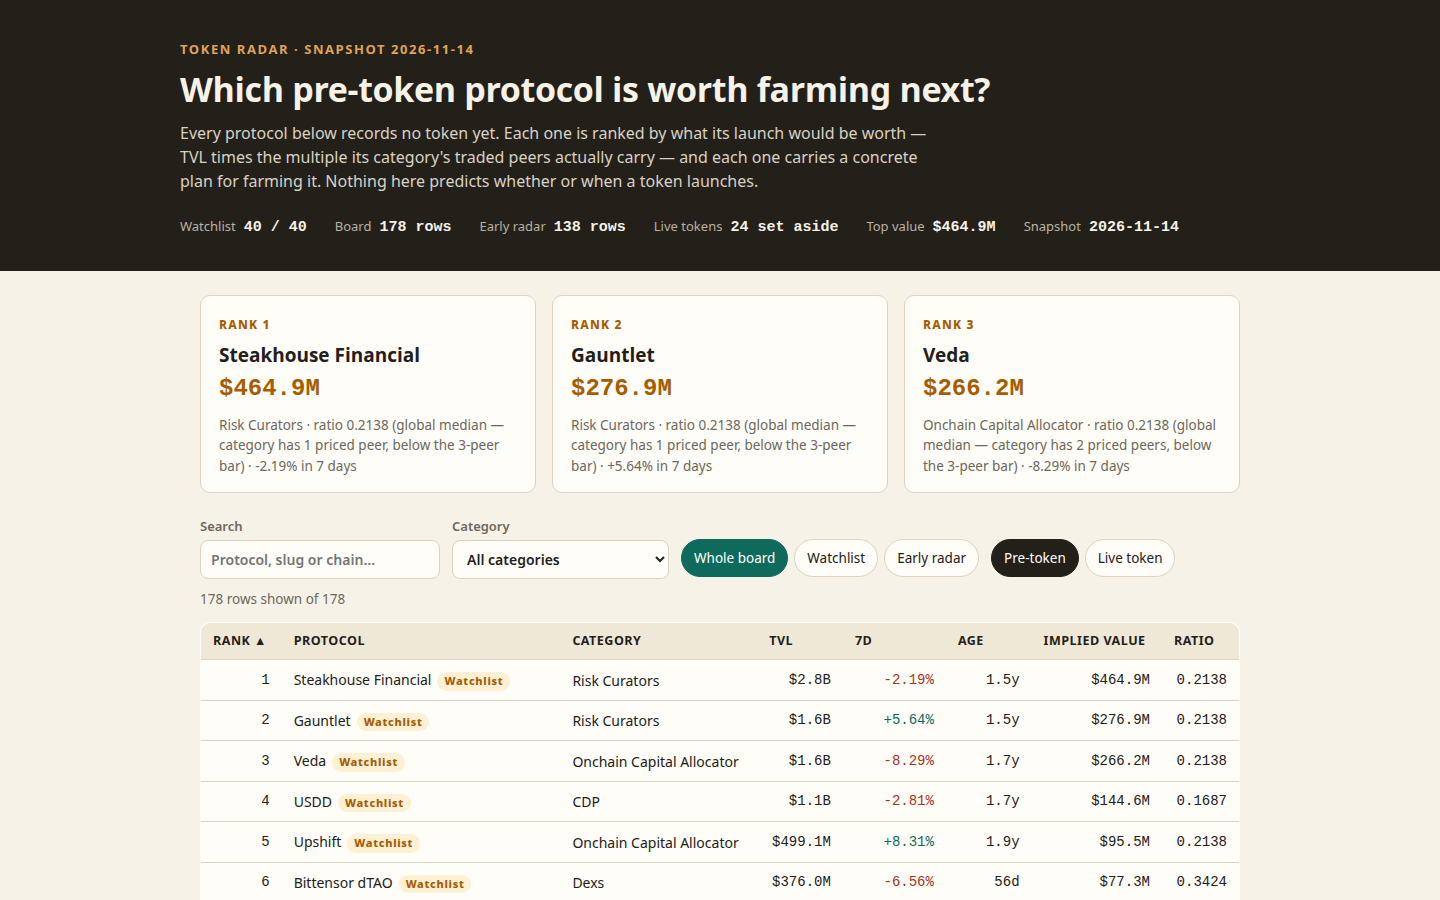 TOKEN RADAR · SNAPSHOT 2026-11-14
Which pre-token protocol is worth farming next?
Every protocol below records no token yet. Each one is ranked by what its launch would be worth —
TVL times the multiple its category's traded peers actually carry — and each one carries a concrete
plan for farming it. Nothing here predicts whether or when a token launches.
Watchlist 40 / 40 Board 178 rows Early radar 138 rows Live tokens 24 set aside Top value $464.9M Snapshot 2026-11-14
RANK 1
Steakhouse Financial
$464.9M
Risk Curators · ratio 0.2138 (global median —
category has 1 priced peer, below the 3-peer
bar) · -2.19% in 7 days
RANK 2
Gauntlet
$276.9M
Risk Curators · ratio 0.2138 (global median —
category has 1 priced peer, below the 3-peer
bar) · +5.64% in 7 days
RANK 3
Veda
$266.2M
Onchain Capital Allocator · ratio 0.2138 (global
median — category has 2 priced peers, below
the 3-peer bar) · -8.29% in 7 days
Search
Protocol, slug or chain...
Category
All categories
Whole board Watchlist Early radar Pre-token Live token
178 rows shown of 178
RANK ▲ PROTOCOL CATEGORY TVL 7D AGE IMPLIED VALUE RATIO
1 Steakhouse Financial Watchlist Risk Curators $2.8B -2.19% 1.5y $464.9M 0.2138
2 Gauntlet Watchlist Risk Curators $1.6B +5.64% 1.5y $276.9M 0.2138
3 Veda Watchlist Onchain Capital Allocator $1.6B -8.29% 1.7y $266.2M 0.2138
4 USDD Watchlist CDP $1.1B -2.81% 1.7y $144.6M 0.1687
5 Upshift Watchlist Onchain Capital Allocator $499.1M +8.31% 1.9y $95.5M 0.2138
6 Bittensor dTAO Watchlist Dexs $376.0M -6.56% 56d $77.3M 0.3424